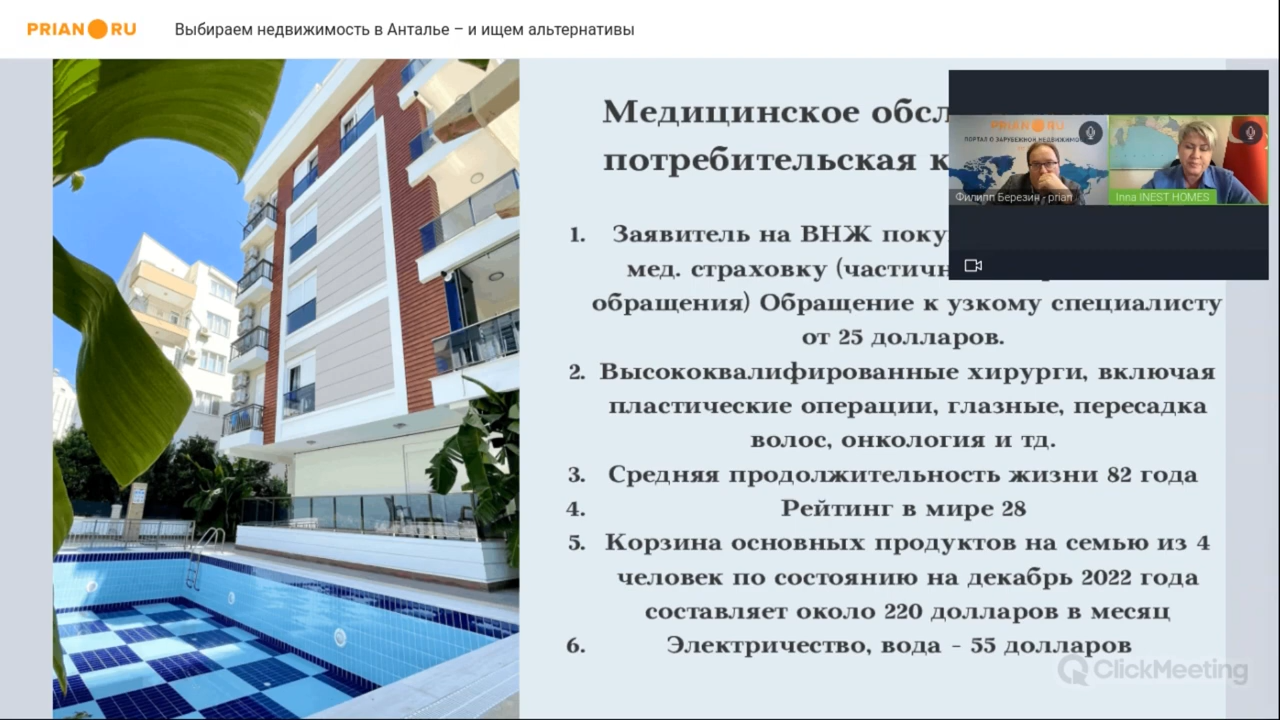 PRIAN RU
Выбираем недвижимость в Анталье – и ищем альтернативы
Медицинское
потребительская
PRIAN RU
ПОРТАЛ О ЗАРУБЕЖНОЙ
Филипп Березин - prian
Inna INEST HOMES
1. Заявитель на ВНЖ
мед. страховку
обращения) Обращение к узкому специалисту
от 25 долларов.
2. Высококвалифированные хирурги, включая
пластические операции, глазные, пересадка
волос, онкология и тд.
3. Средняя продолжительность жизни 82 года
4. Рейтинг в мире 28
5. Корзина основных продуктов на семью из 4
человек по состоянию на декабрь 2022 года
составляет около 220 долларов в месяц
6. Электричество, вода - 55 долларов
ClickMeeting